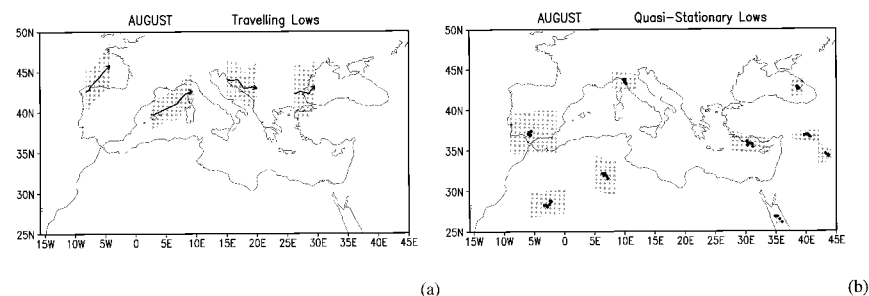 AUGUST Travelling Lows
50N
45N
40N
35N
30N
25N
15W 10W 5W 0 5E 10E 15E 20E 25E 30E 35E 40E 45E
(a)
AUGUST Quasi-Stationary Lows
50N
45N
40N
35N
30N
25N
15W 10W 5W 0 5E 10E 15E 20E 25E 30E 35E 40E 45E
(b)